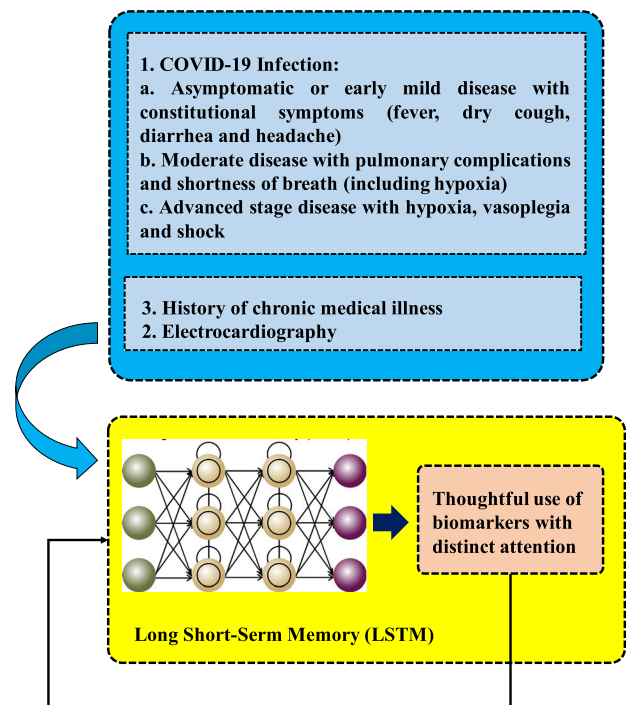 1. COVID-19 Infection:
a. Asymptomatic or early mild disease with
constitutional symptoms (fever, dry cough,
diarrhea and headache)
b. Moderate disease with pulmonary complications
and shortness of breath (including hypoxia)
c. Advanced stage disease with hypoxia, vasoplegia
and shock
3. History of chronic medical illness
2. Electrocardiography
Thoughtful use of
biomarkers with
distinct attention
Long Short-Serm Memory (LSTM)